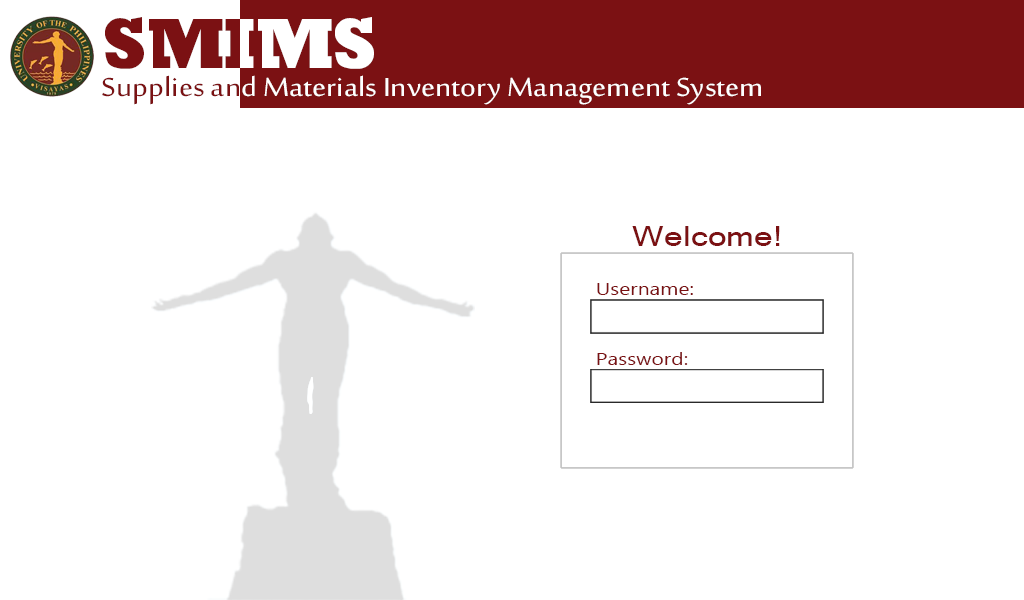 UNIVERSITY OF THE PHILIPPINES
• VISAYAS •
SMIMS
Supplies and Materials Inventory Management System
Welcome!
Username:
Password: